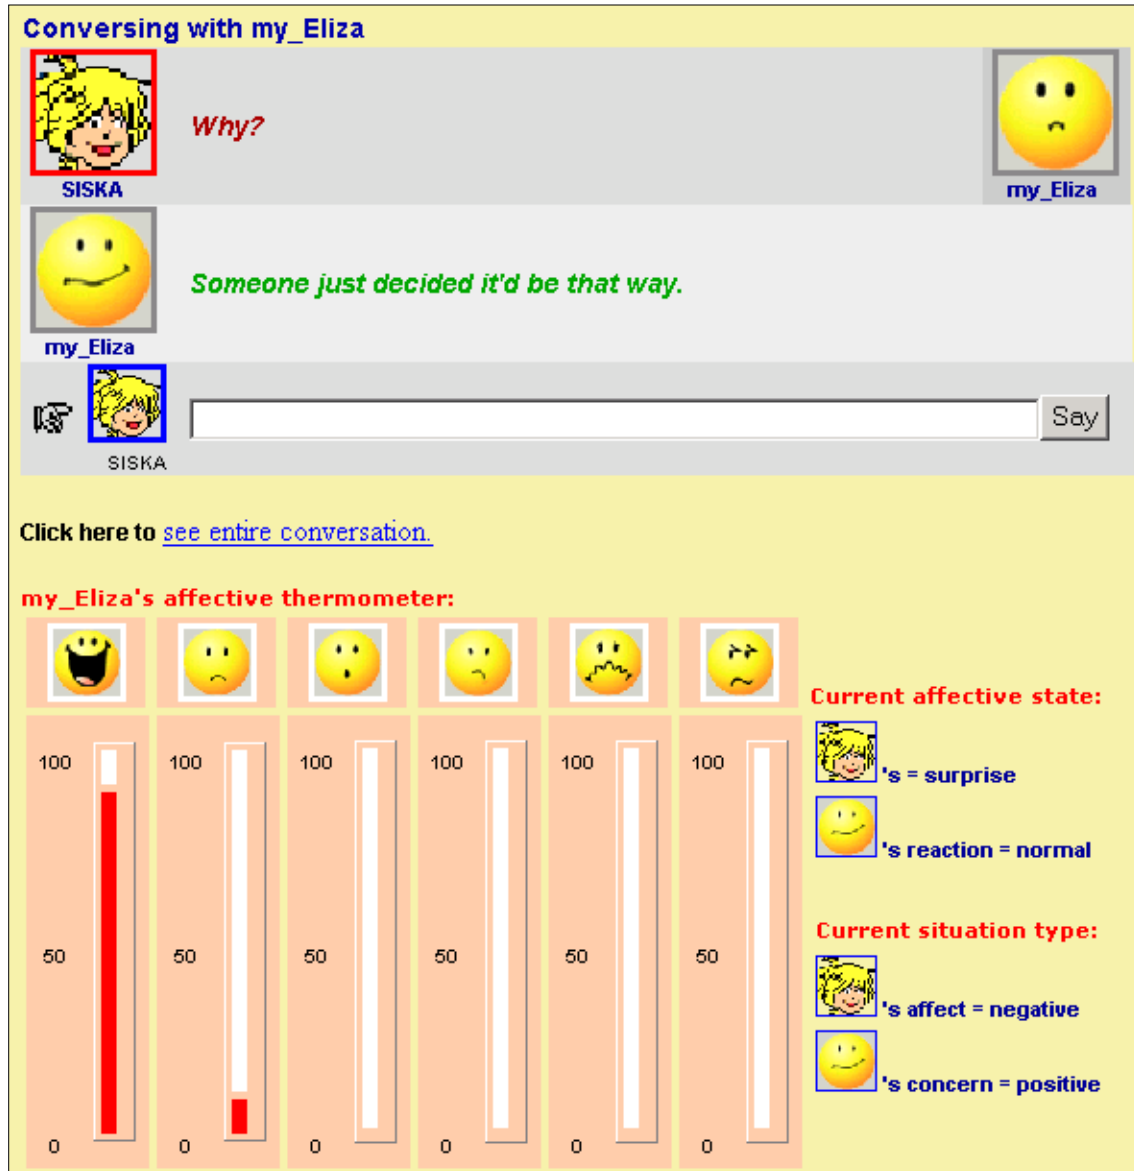 Conversing with my_Eliza
Why?
SISKA
my_Eliza
Someone just decided it'd be that way.
my_Eliza
Say
SISKA
Click here to see entire conversation.
my_Eliza's affective thermometer:
Current affective state:
100 100 100 100 100 100
's = surprise
's reaction = normal
Current situation type:
50 50 50 50 50 50
's affect = negative
's concern = positive
0 0 0 0 0 0